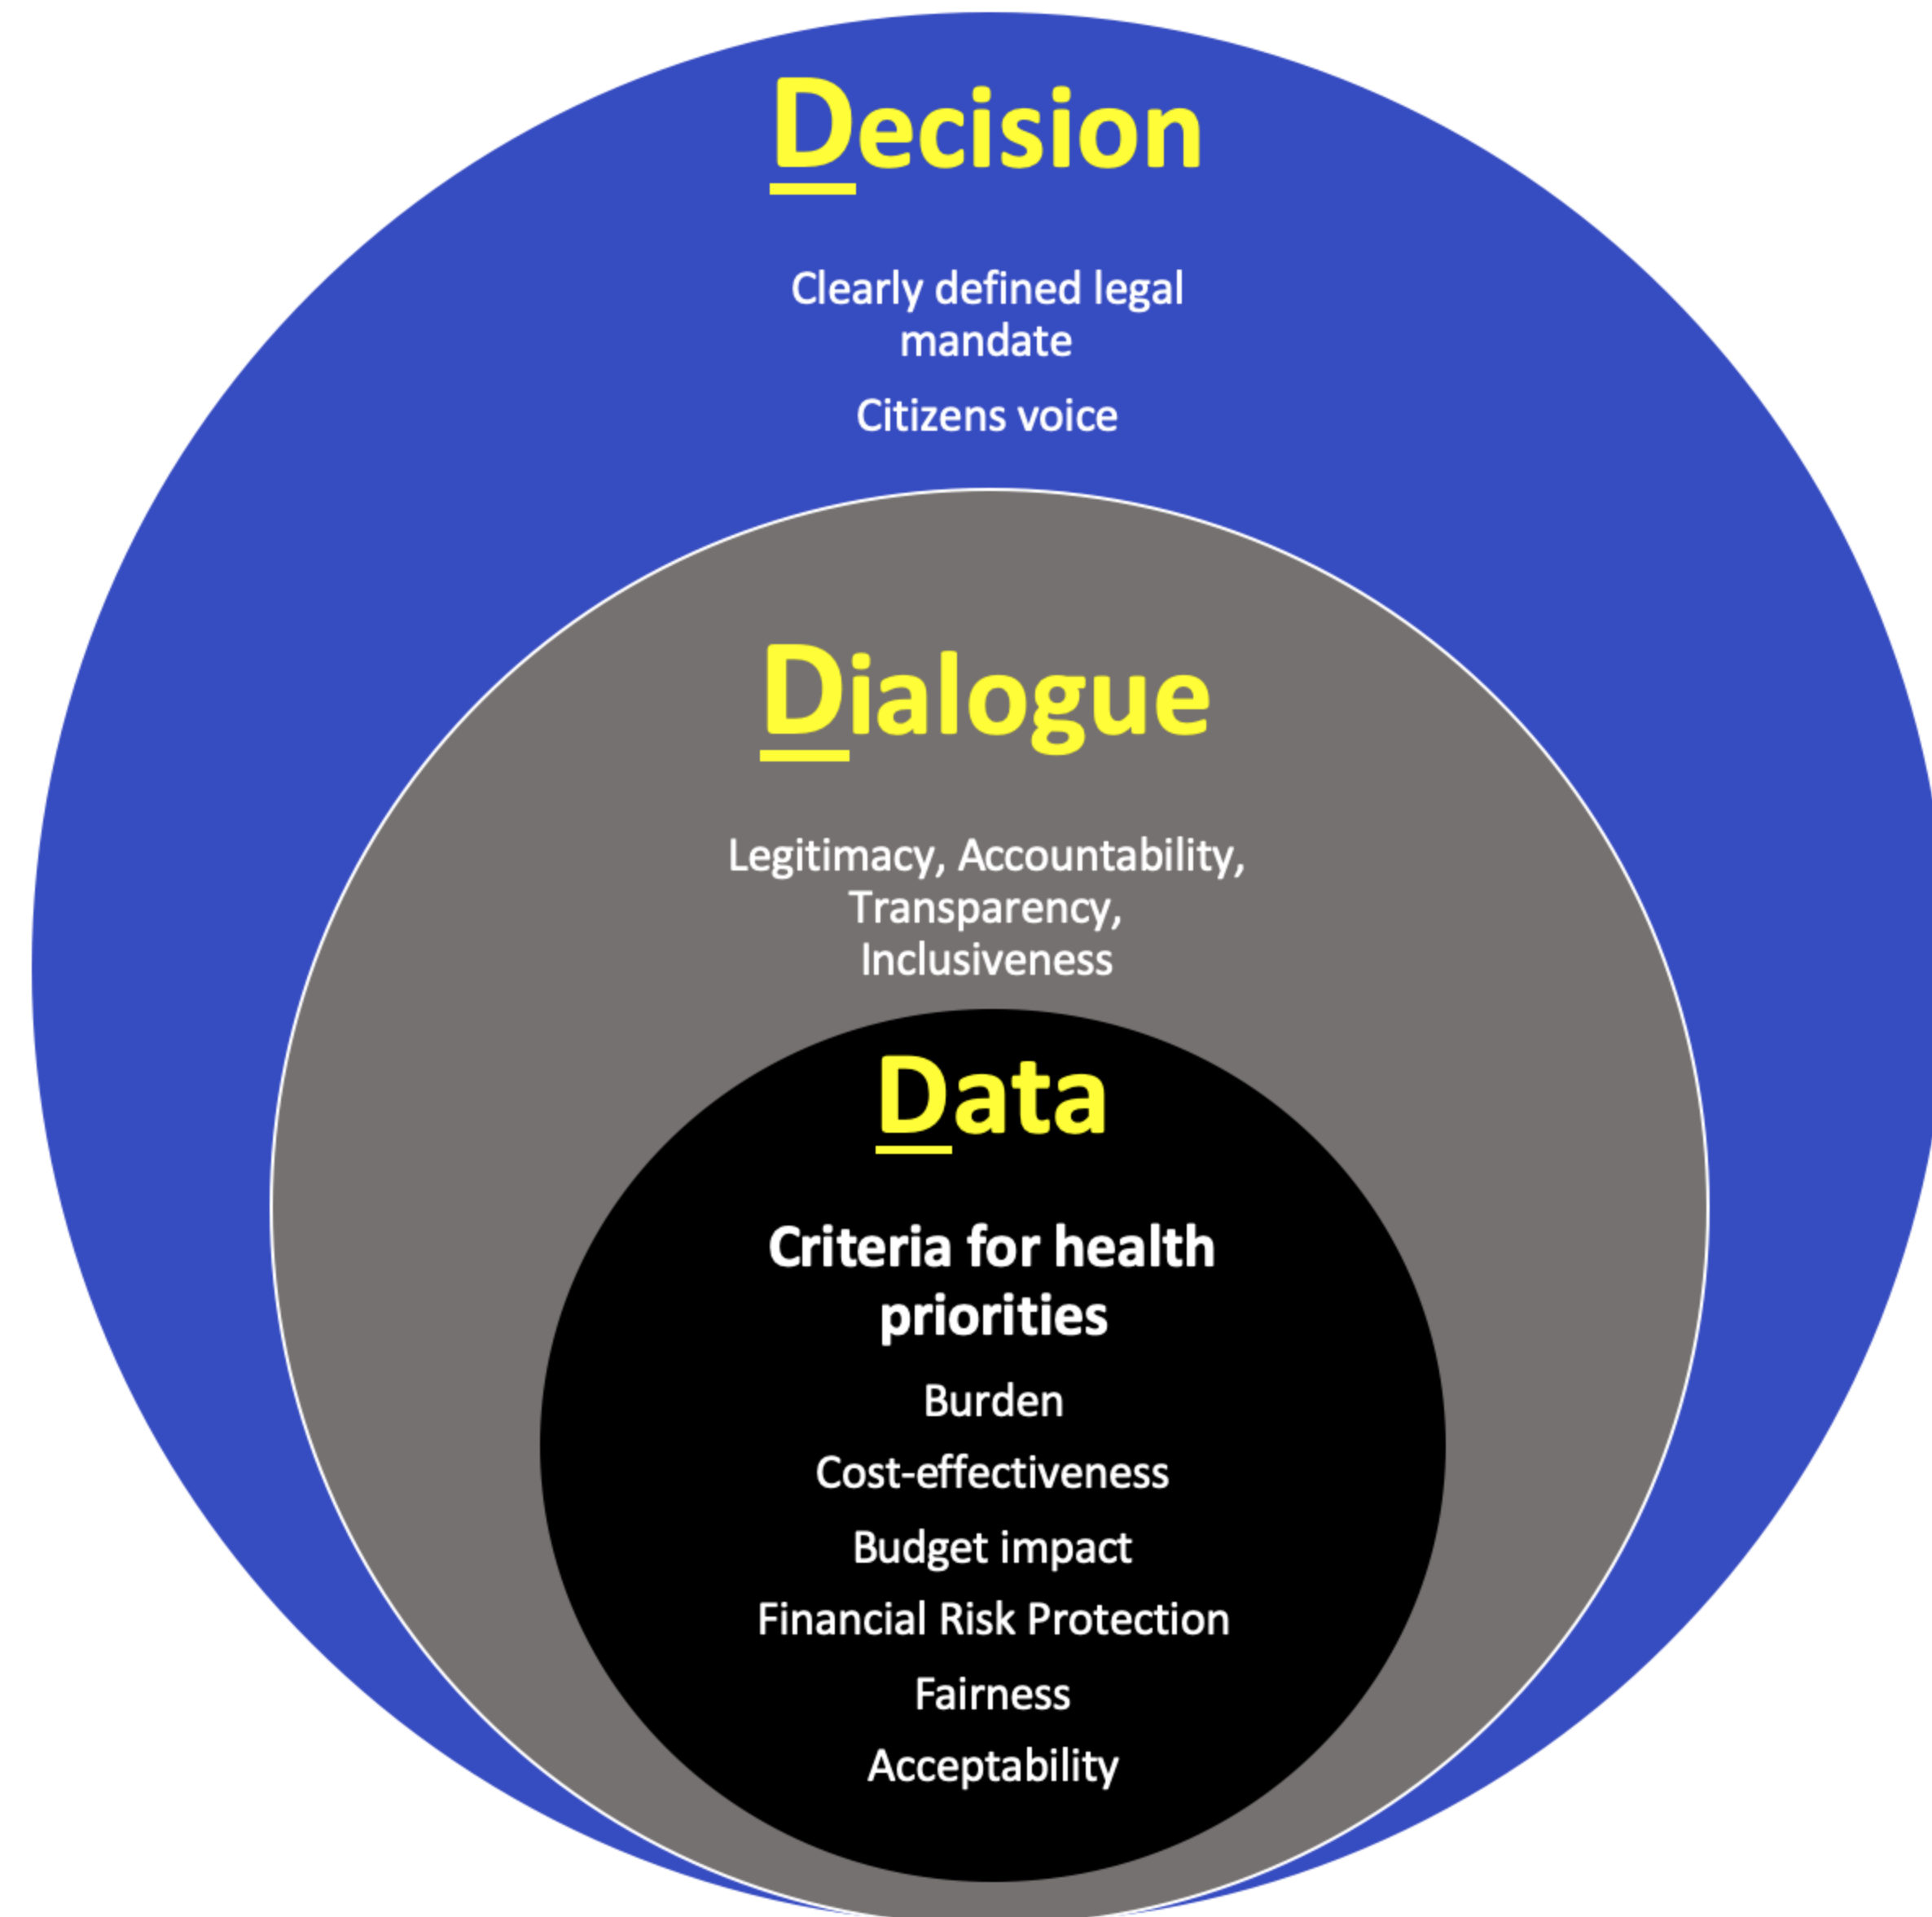 Decision
Clearly defined legal
mandate
Citizens voice
Dialogue
Legitimacy, Accountability,
Transparency,
Inclusiveness
Data
Criteria for health
priorities
Burden
Cost-effectiveness
Budget impact
Financial Risk Protection
Fairness
Acceptability